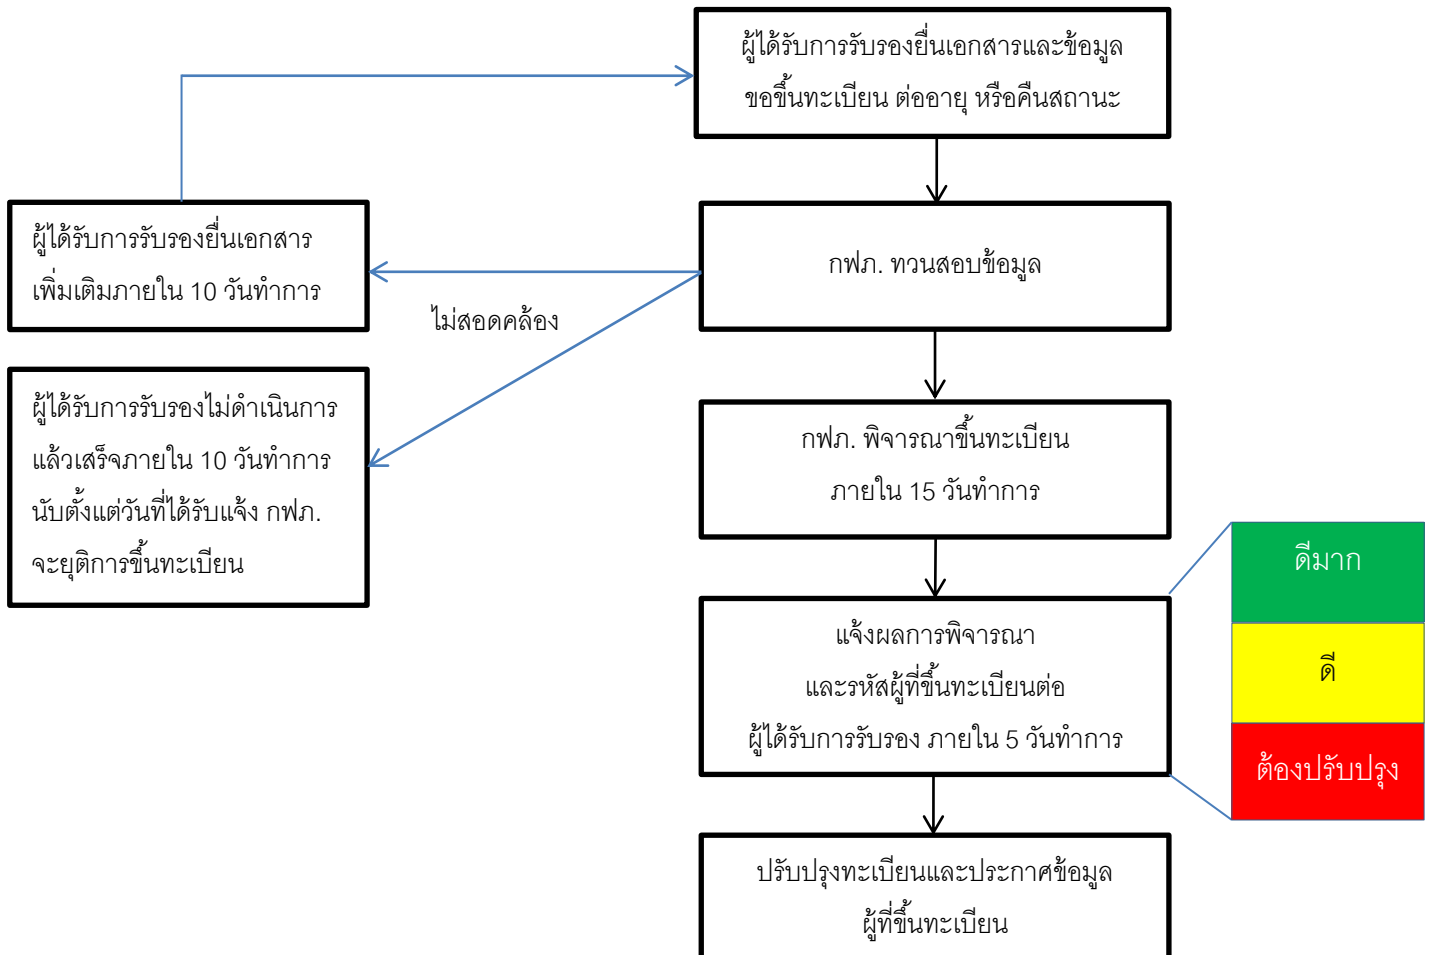 ผู้ได้รับการรับรองยื่นเอกสารและข้อมูล
ขอขึ้นทะเบียน ต่ออายุ หรือคืนสถานะ
ผู้ได้รับการรับรองยื่นเอกสาร
เพิ่มเติมภายใน 10 วันทำการ
กฟภ. ทวนสอบข้อมูล
ไม่สอดคล้อง
ผู้ได้รับการรับรองไม่ดำเนินการ
แล้วเสร็จภายใน 10 วันทำการ
นับตั้งแต่วันที่ได้รับแจ้ง กฟภ.
จะยุติการขึ้นทะเบียน
กฟภ. พิจารณาขึ้นทะเบียน
ภายใน 15 วันทำการ
แจ้งผลการพิจารณา
และรหัสผู้ที่ขึ้นทะเบียนต่อ
ผู้ได้รับการรับรอง ภายใน 5 วันทำการ
ดีมาก
ดี
ต้องปรับปรุง
ปรับปรุงทะเบียนและประกาศข้อมูล
ผู้ที่ขึ้นทะเบียน